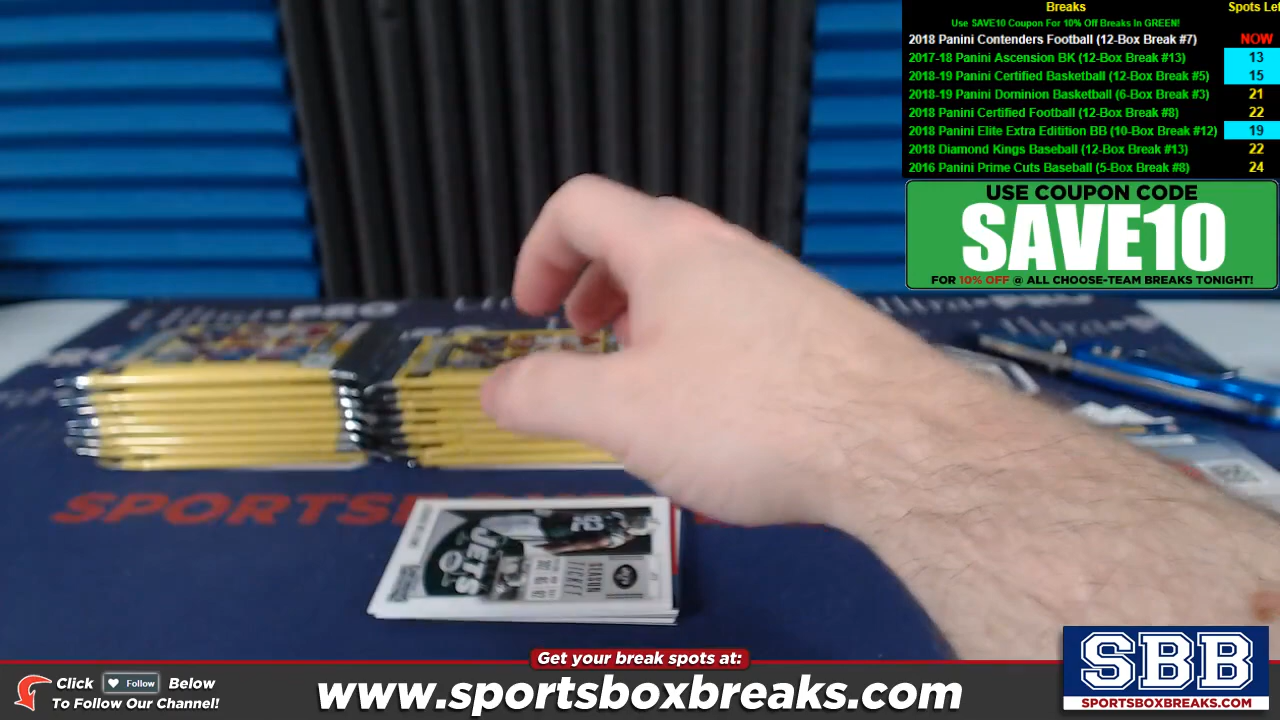 Breaks Spots Lef
Use SAVE10 Coupon For 10% Off Breaks In GREEN!
2018 Panini Contenders Football (12-Box Break #7) NOW
2017-18 Panini Ascension BK (12-Box Break #13) 13
2018-19 Panini Certified Basketball (12-Box Break #5) 15
2018-19 Panini Dominion Basketball (6-Box Break #3) 21
2018 Panini Certified Football (12-Box Break #8) 22
2018 Panini Elite Extra Edition BB (10-Box Break #12) 19
2018 Diamond Kings Baseball (12-Box Break #13) 22
2016 Panini Prime Cuts Baseball (5-Box Break #8) 24
USE COUPON CODE
SAVE10
FOR 10% OFF @ ALL CHOOSE-TEAM BREAKS TONIGHT!
SPORTS
JETS
SEASON
TICKET
Get your break spots at:
Click Follow Below
To Follow Our Channel!
www.sportsboxbreaks.com
SBB
SPORTSBOXBREAKS.COM